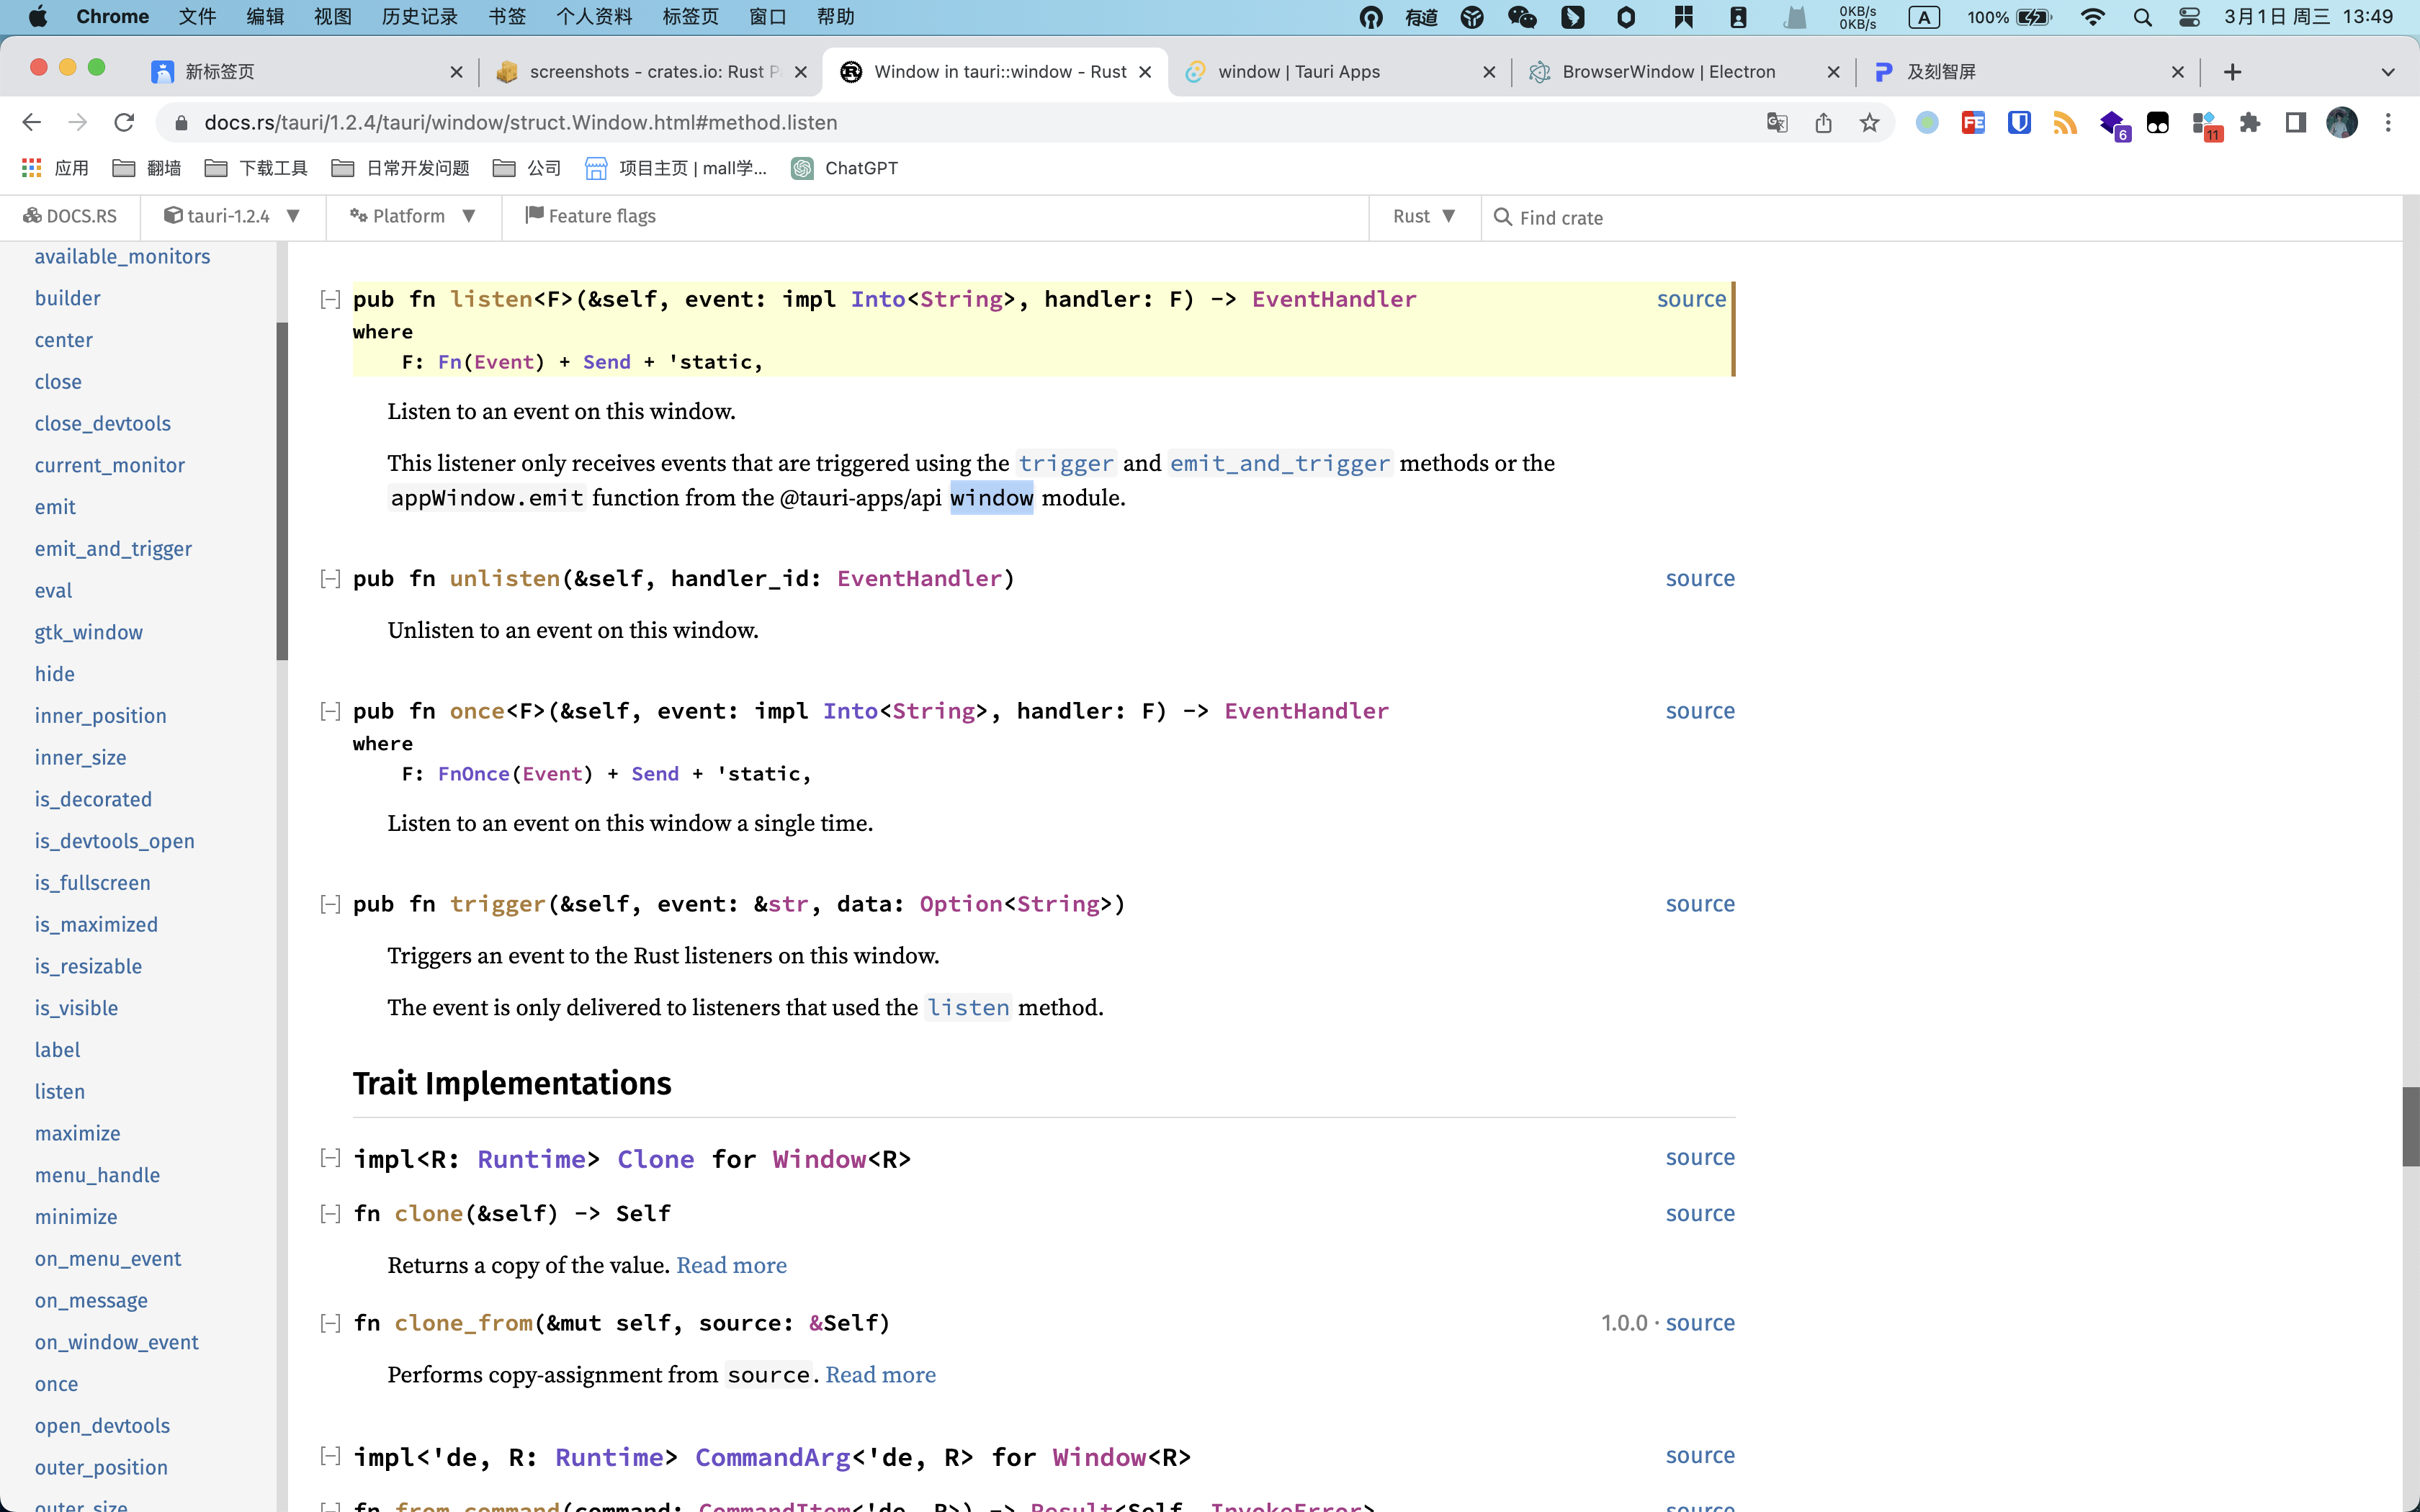 Chrome 文件 编辑 视图 历史记录 书签 个人资料 标签页 窗口 帮助 有道 0KB/s 0KB/s A 100% 3月1日 周三 13:49
新标签页 screenshots - crates.io: Rust P Window in tauri::window - Rust window | Tauri Apps BrowserWindow | Electron 及刻智屏
docs.rs/tauri/1.2.4/tauri/window/struct.Window.html#method.listen FE 6 11
应用 翻墙 下载工具 日常开发问题 公司 项目主页 | mall学... ChatGPT
DOCS.RS tauri-1.2.4 Platform Feature flags Rust Find crate
available_monitors
builder
center
close
close_devtools
current_monitor
emit
emit_and_trigger
eval
gtk_window
hide
inner_position
inner_size
is_decorated
is_devtools_open
is_fullscreen
is_maximized
is_resizable
is_visible
label
listen
maximize
menu_handle
minimize
on_menu_event
on_message
on_window_event
once
open_devtools
outer_position
outer_size
[−] pub fn listen<F>(&self, event: impl Into<String>, handler: F) -> EventHandler source
where
F: Fn(Event) + Send + 'static,
Listen to an event on this window.
This listener only receives events that are triggered using the trigger and emit_and_trigger methods or the
appWindow.emit function from the @tauri-apps/api window module.
[−] pub fn unlisten(&self, handler_id: EventHandler) source
Unlisten to an event on this window.
[−] pub fn once<F>(&self, event: impl Into<String>, handler: F) -> EventHandler source
where
F: FnOnce(Event) + Send + 'static,
Listen to an event on this window a single time.
[−] pub fn trigger(&self, event: &str, data: Option<String>) source
Triggers an event to the Rust listeners on this window.
The event is only delivered to listeners that used the listen method.
Trait Implementations
[−] impl<R: Runtime> Clone for Window<R> source
[−] fn clone(&self) -> Self source
Returns a copy of the value. Read more
[−] fn clone_from(&mut self, source: &Self) 1.0.0 · source
Performs copy-assignment from source. Read more
[−] impl<'de, R: Runtime> CommandArg<'de, R> for Window<R> source
[−] fn from_command(command: CommandItem<'de, R>) -> Result<Self, InvokeError> source